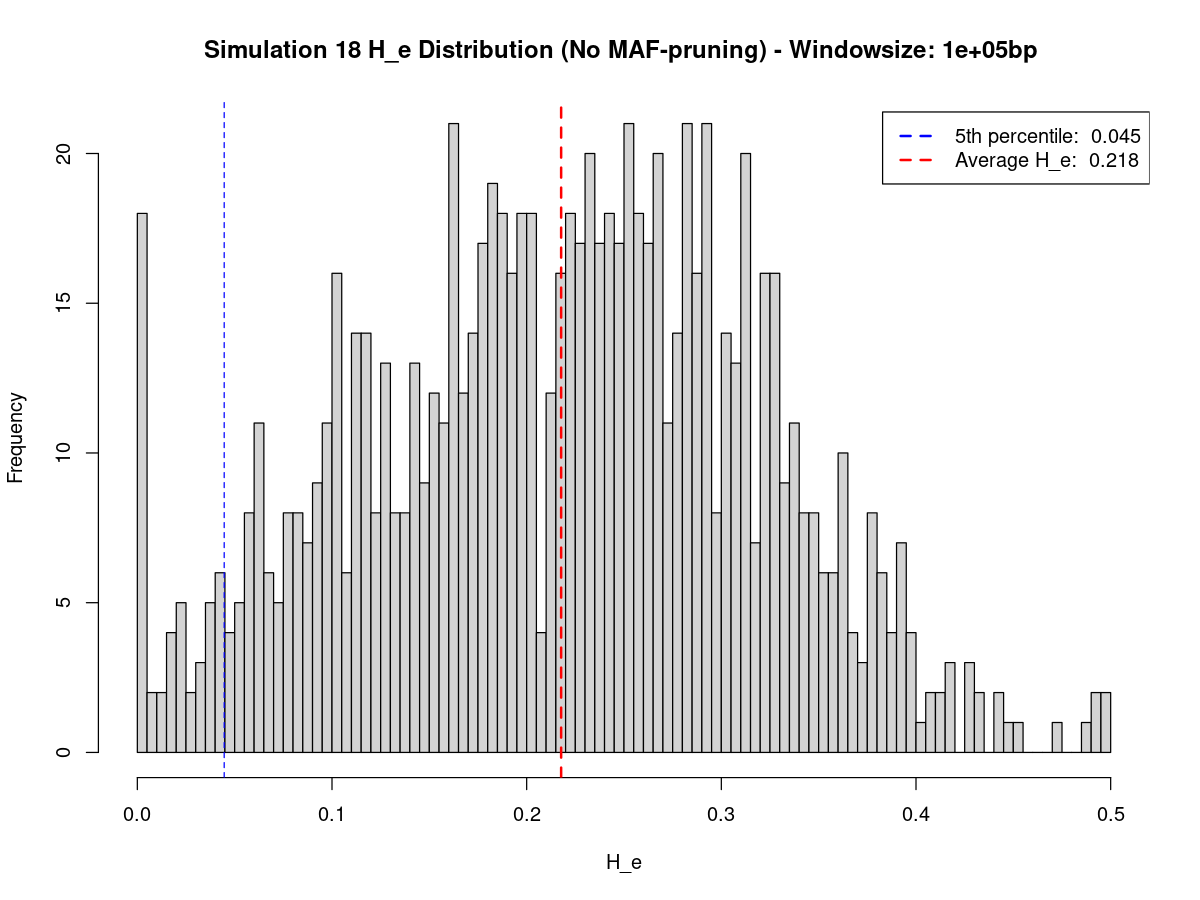 Simulation 18 H_e Distribution (No MAF-pruning) - Windowsize: 1e+05bp
5th percentile: 0.045
Average H_e: 0.218
Frequency
20
15
10
5
0
0.0 0.1 0.2 0.3 0.4 0.5
H_e